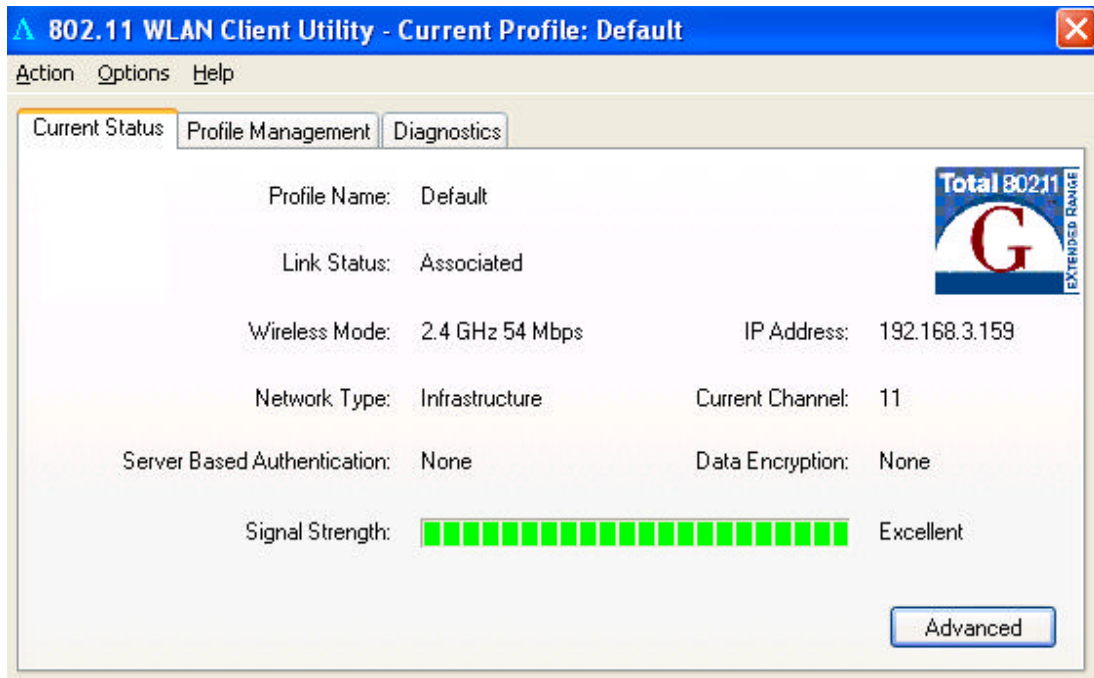 802.11 WLAN Client Utility - Current Profile: Default
Action Options Help
Current Status Profile Management Diagnostics
Profile Name: Default
Total 802.11
G
EXTENDED RANGE
Link Status: Associated
Wireless Mode: 2.4 GHz 54 Mbps IP Address: 192.168.3.159
Network Type: Infrastructure Current Channel: 11
Server Based Authentication: None Data Encryption: None
Signal Strength: Excellent
Advanced